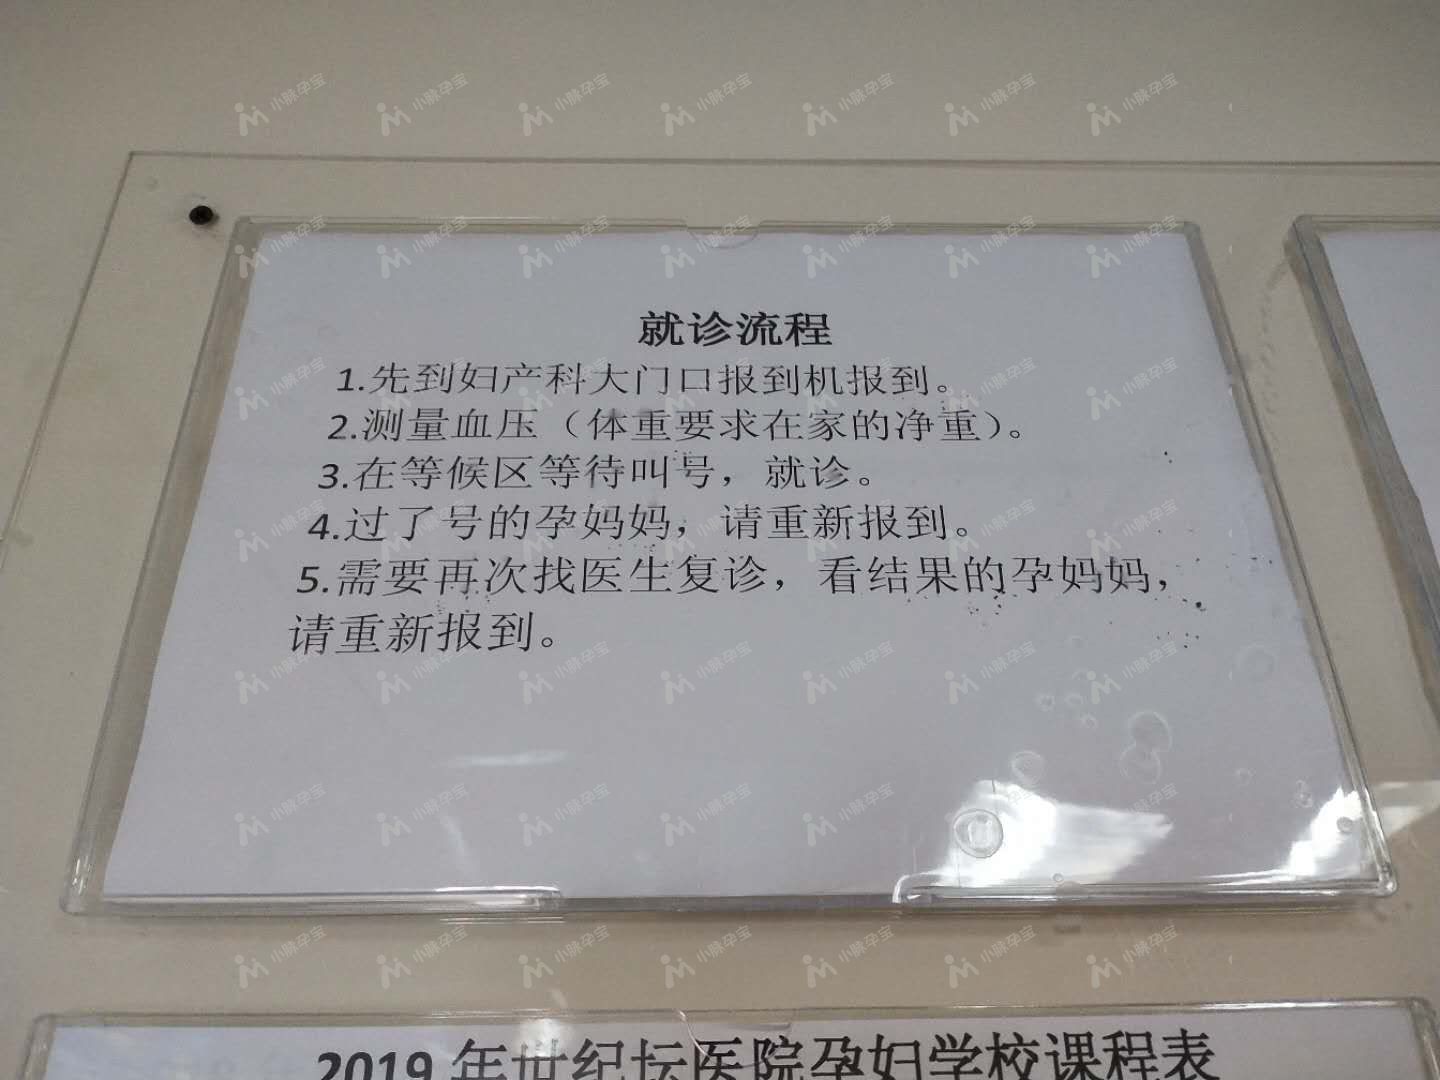 就诊流程
1.先到妇产科大门口报到机报到。
2.测量血压（体重要求在家的净重）。
3.在等候区等待叫号，就诊。
4.过了号的孕妈妈，请重新报到。
5.需要再次找医生复诊，看结果的孕妈妈，
请重新报到。
2019 年世纪坛医院孕妇学校课程表
小脉孕宝